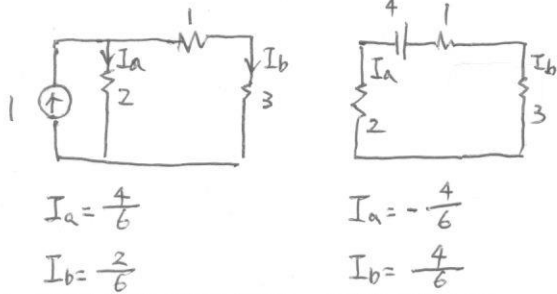 1
Ia
Ib
1
2
3
Ia = 4/6
Ib = 2/6
4
1
Ia
Ib
2
3
Ia = - 4/6
Ib = 4/6